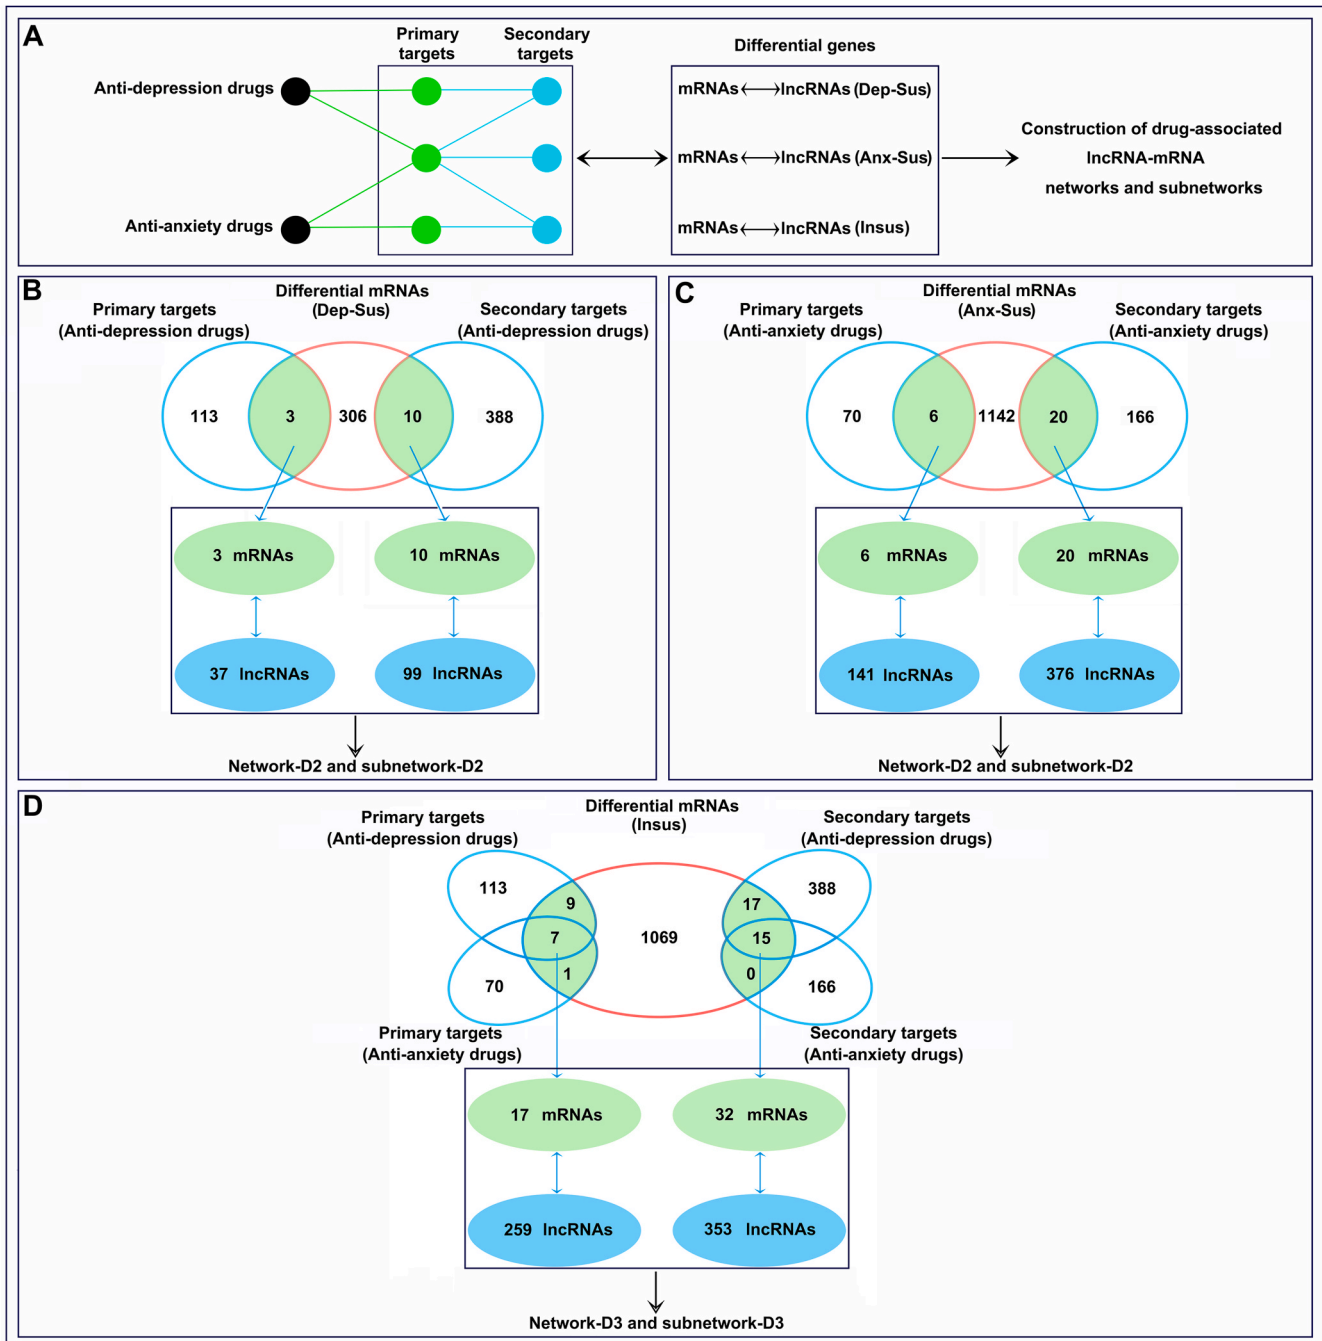 A
Primary targets
Secondary targets
Differential genes
Anti-depression drugs
Anti-anxiety drugs
mRNAs⟷lncRNAs (Dep-Sus)
mRNAs⟷lncRNAs (Anx-Sus)
mRNAs⟷lncRNAs (Insus)
Construction of drug-associated
lncRNA-mRNA
networks and subnetworks
B
Differential mRNAs
(Dep-Sus)
Primary targets
(Anti-depression drugs)
Secondary targets
(Anti-depression drugs)
113 3 306 10 388
3 mRNAs
10 mRNAs
37 lncRNAs
99 lncRNAs
Network-D2 and subnetwork-D2
C
Differential mRNAs
(Anx-Sus)
Primary targets
(Anti-anxiety drugs)
Secondary targets
(Anti-anxiety drugs)
70 6 1142 20 166
6 mRNAs
20 mRNAs
141 lncRNAs
376 lncRNAs
Network-D2 and subnetwork-D2
D
Differential mRNAs
(Insus)
Primary targets
(Anti-depression drugs)
Secondary targets
(Anti-depression drugs)
113 9 17 388
7 1069 15
70 1 0 166
Primary targets
(Anti-anxiety drugs)
Secondary targets
(Anti-anxiety drugs)
17 mRNAs
32 mRNAs
259 lncRNAs
353 lncRNAs
Network-D3 and subnetwork-D3